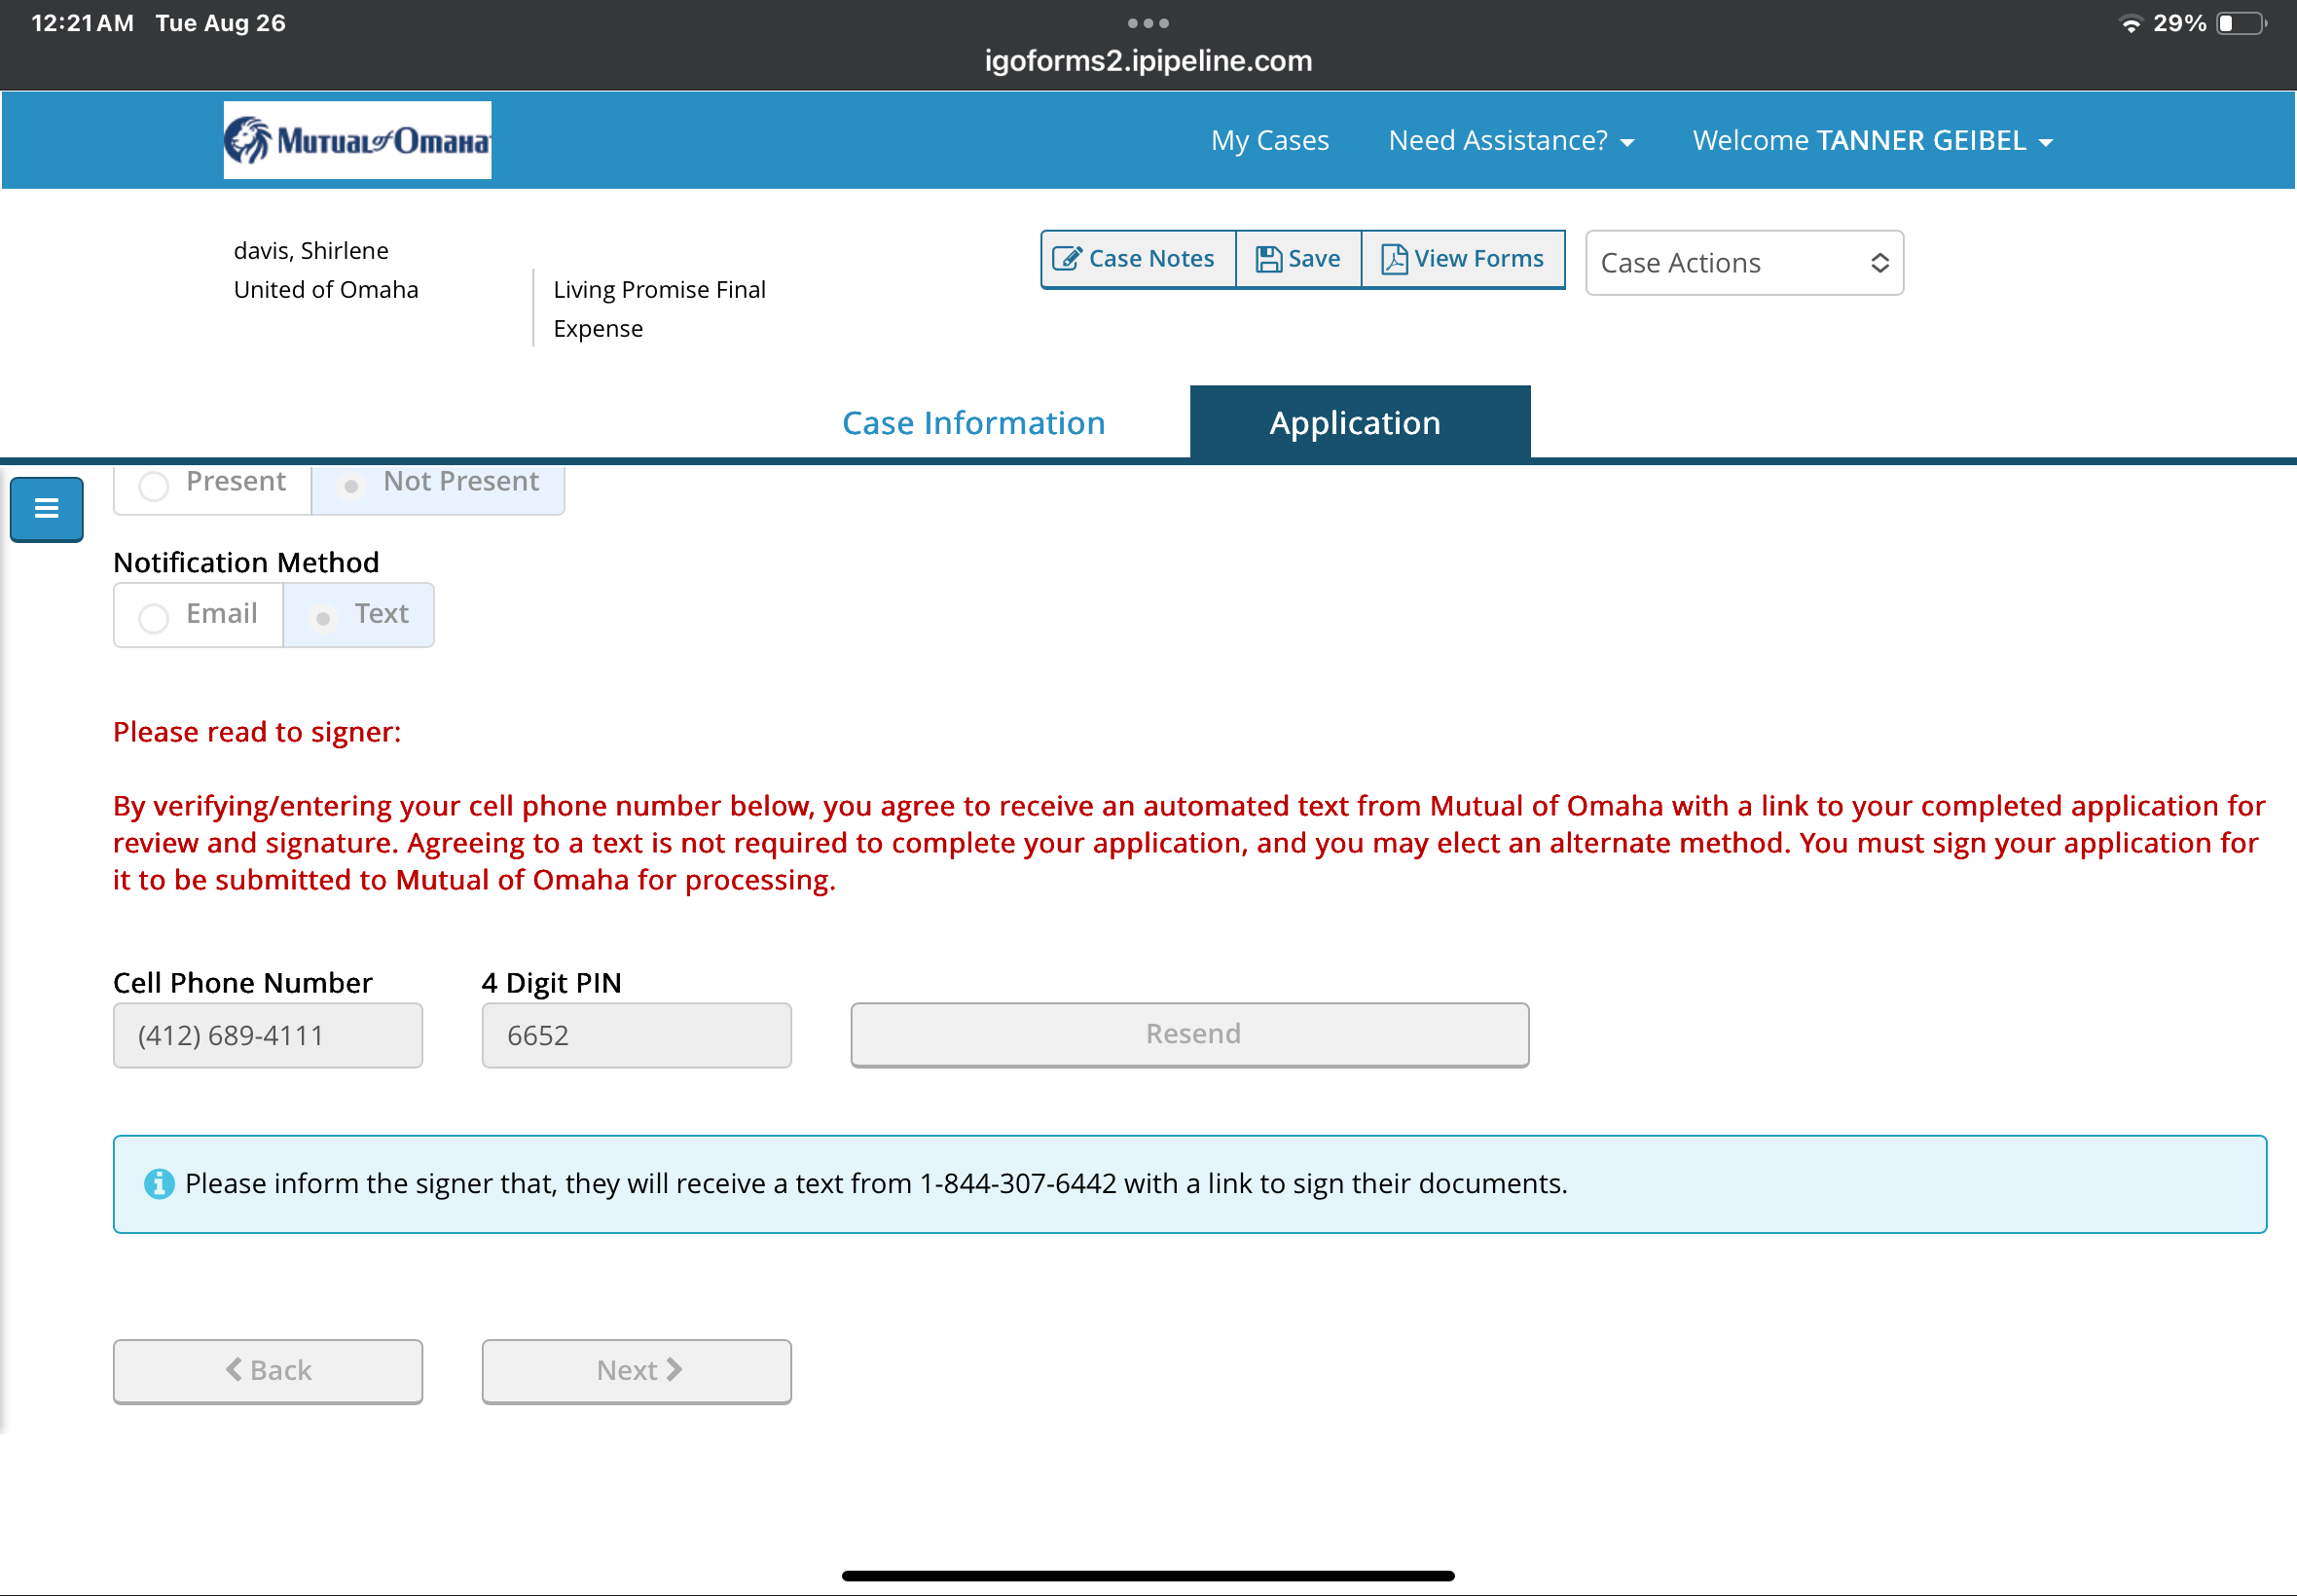 12:21 AM Tue Aug 26
29%
igoforms2.ipipeline.com
Mutual of Omaha
My Cases
Need Assistance?
Welcome TANNER GEIBEL
davis, Shirlene
United of Omaha
Living Promise Final
Expense
Case Notes
Save
View Forms
Case Actions
Case Information
Application
Present
Not Present
Notification Method
Email
Text
Please read to signer:
By verifying/entering your cell phone number below, you agree to receive an automated text from Mutual of Omaha with a link to your completed application for
review and signature. Agreeing to a text is not required to complete your application, and you may elect an alternate method. You must sign your application for
it to be submitted to Mutual of Omaha for processing.
Cell Phone Number
4 Digit PIN
(412) 689-4111
6652
Resend
Please inform the signer that, they will receive a text from 1-844-307-6442 with a link to sign their documents.
Back
Next